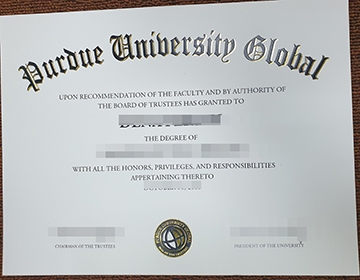 Purdue University Global
UPON RECOMMENDATION OF THE FACULTY AND BY AUTHORITY OF
THE BOARD OF TRUSTEES HAS GRANTED TO
THE DEGREE OF
WITH ALL THE HONORS, PRIVILEGES, AND RESPONSIBILITIES
APPERTAINING THERETO
CHAIRMAN OF THE TRUSTEES
PRESIDENT OF THE UNIVERSITY